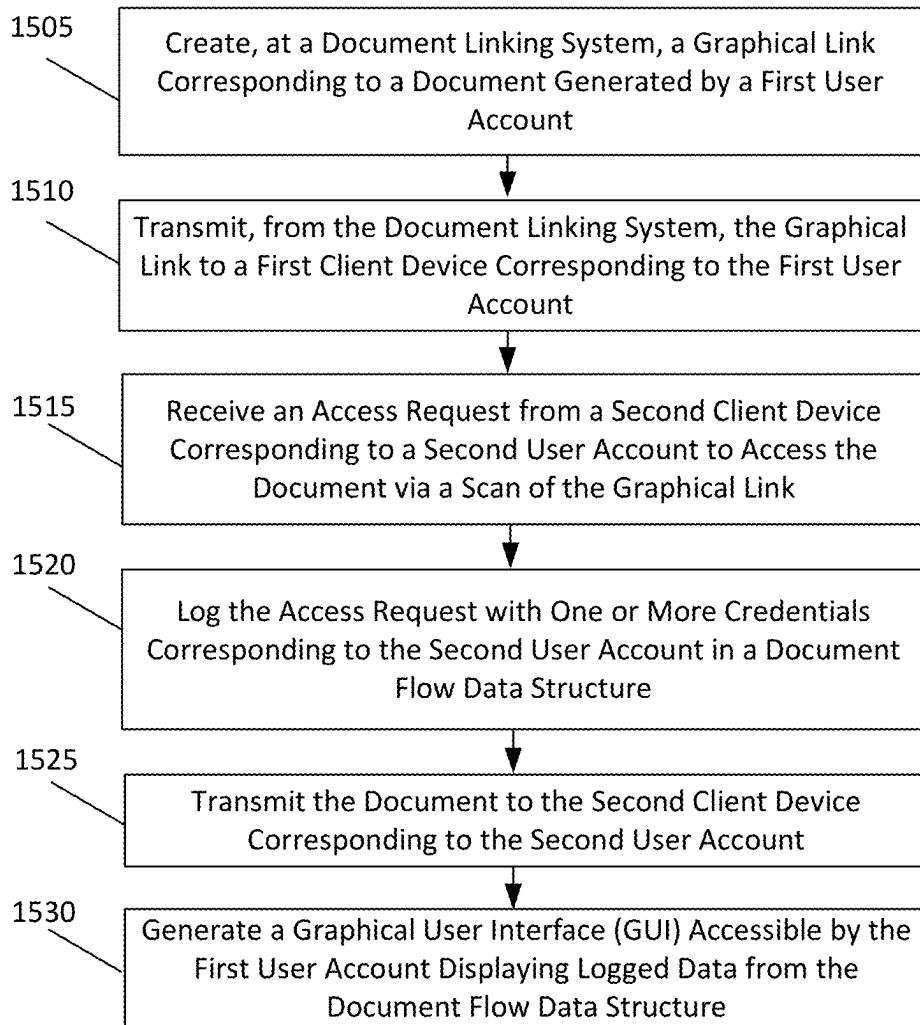 1505
Create, at a Document Linking System, a Graphical Link
Corresponding to a Document Generated by a First User
Account
1510
Transmit, from the Document Linking System, the Graphical
Link to a First Client Device Corresponding to the First User
Account
1515
Receive an Access Request from a Second Client Device
Corresponding to a Second User Account to Access the
Document via a Scan of the Graphical Link
1520
Log the Access Request with One or More Credentials
Corresponding to the Second User Account in a Document
Flow Data Structure
1525
Transmit the Document to the Second Client Device
Corresponding to the Second User Account
1530
Generate a Graphical User Interface (GUI) Accessible by the
First User Account Displaying Logged Data from the
Document Flow Data Structure